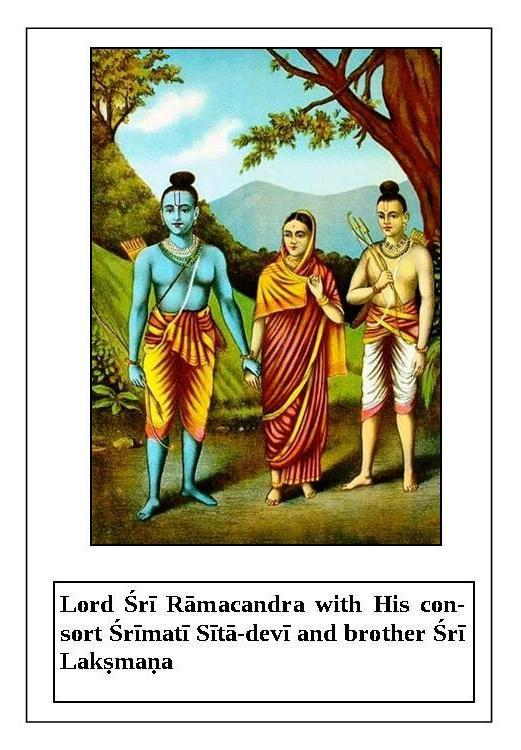 Lord Śrī Rāmacandra with His con-
sort Śrīmatī Sītā-devī and brother Śrī
Lakṣmaṇa